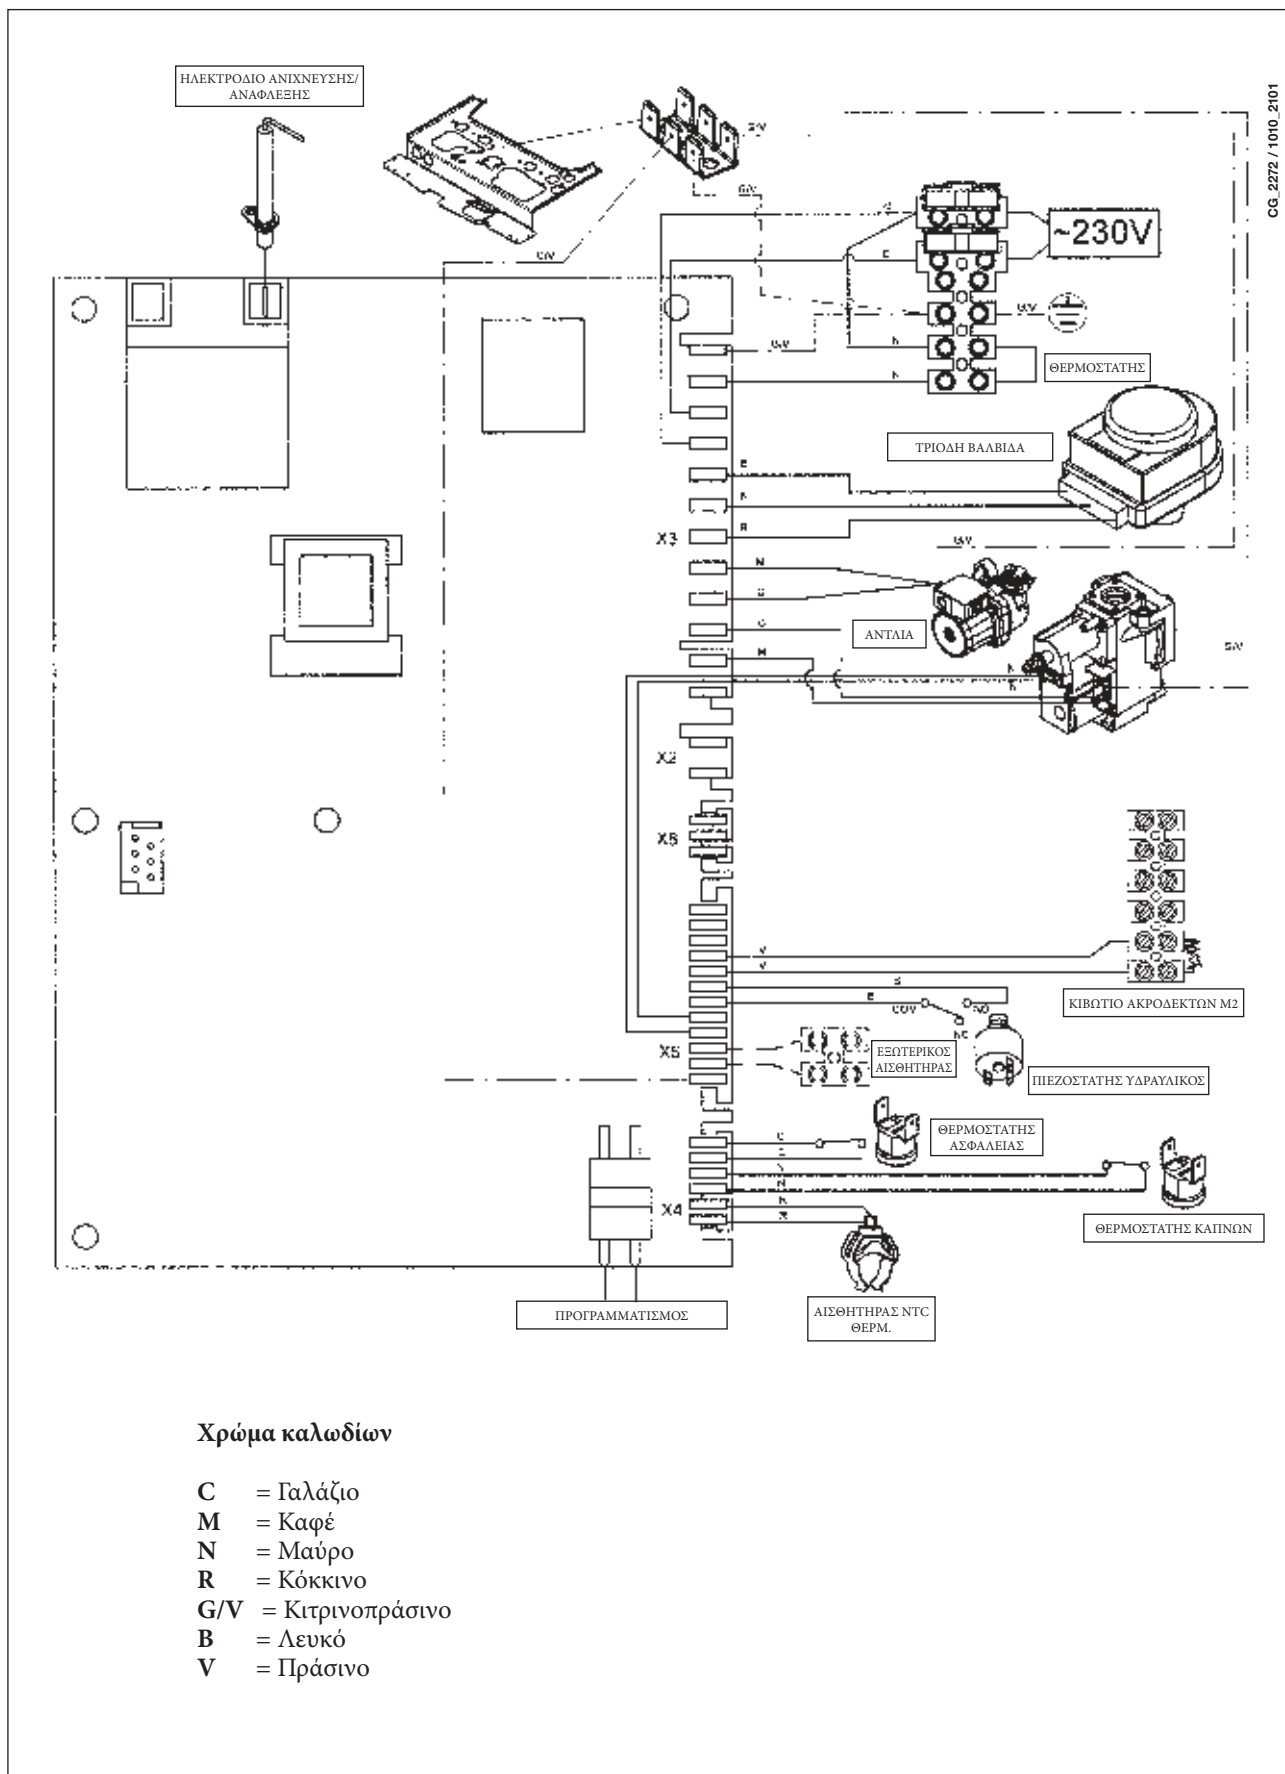 ΗΛΕΚΤΡΟΔΙΟ ΑΝΙΧΝΕΥΣΗΣ/
ΑΝΑΦΛΕΞΗΣ
CG_2272 / 1010_2101
G/V
G/V
G/V
~230V
G/V
G/V
N
N
ΘΕΡΜΟΣΤΑΤΗΣ
ΤΡΙΟΔΗ ΒΑΛΒΙΔΑ
N
X3
R
G/V
M
C
ΑΝΤΛΙΑ
M
G/V
N
X2
V
V
ΚΙΒΩΤΙΟ ΑΚΡΟΔΕΚΤΩΝ M2
NO
NC
X5
ΕΞΩΤΕΡΙΚΟΣ
ΑΙΣΘΗΤΗΡΑΣ
ΠΙΕΖΟΣΤΑΤΗΣ ΥΔΡΑΥΛΙΚΟΣ
C
ΘΕΡΜΟΣΤΑΤΗΣ
ΑΣΦΑΛΕΙΑΣ
N
X4
ΘΕΡΜΟΣΤΑΤΗΣ ΚΑΠΝΩΝ
ΠΡΟΓΡΑΜΜΑΤΙΣΜΟΣ
ΑΙΣΘΗΤΗΡΑΣ NTC
ΘΕΡΜ.
Χρώμα καλωδίων
C = Γαλάζιο
M = Καφέ
N = Μαύρο
R = Κόκκινο
G/V = Κιτρινοπράσινο
B = Λευκό
V = Πράσινο